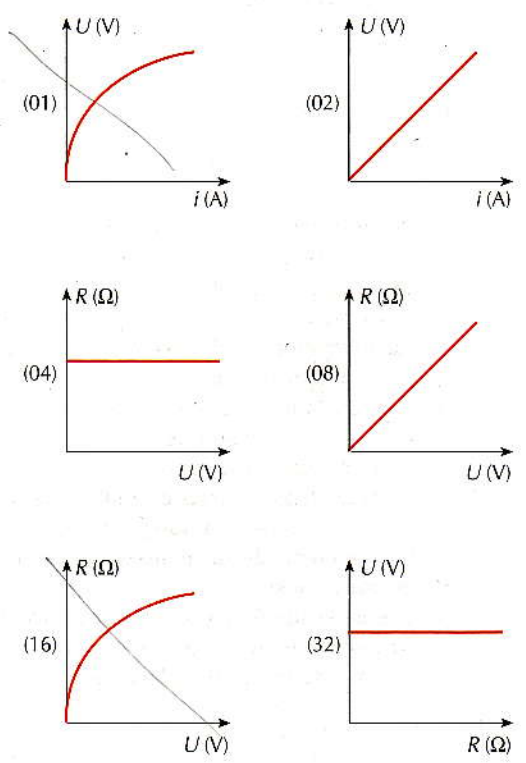 U (V)
(01)
i (A)
U (V)
(02)
i (A)
R (Ω)
(04)
U (V)
R (Ω)
(08)
U (V)
R (Ω)
(16)
U (V)
U (V)
(32)
R (Ω)